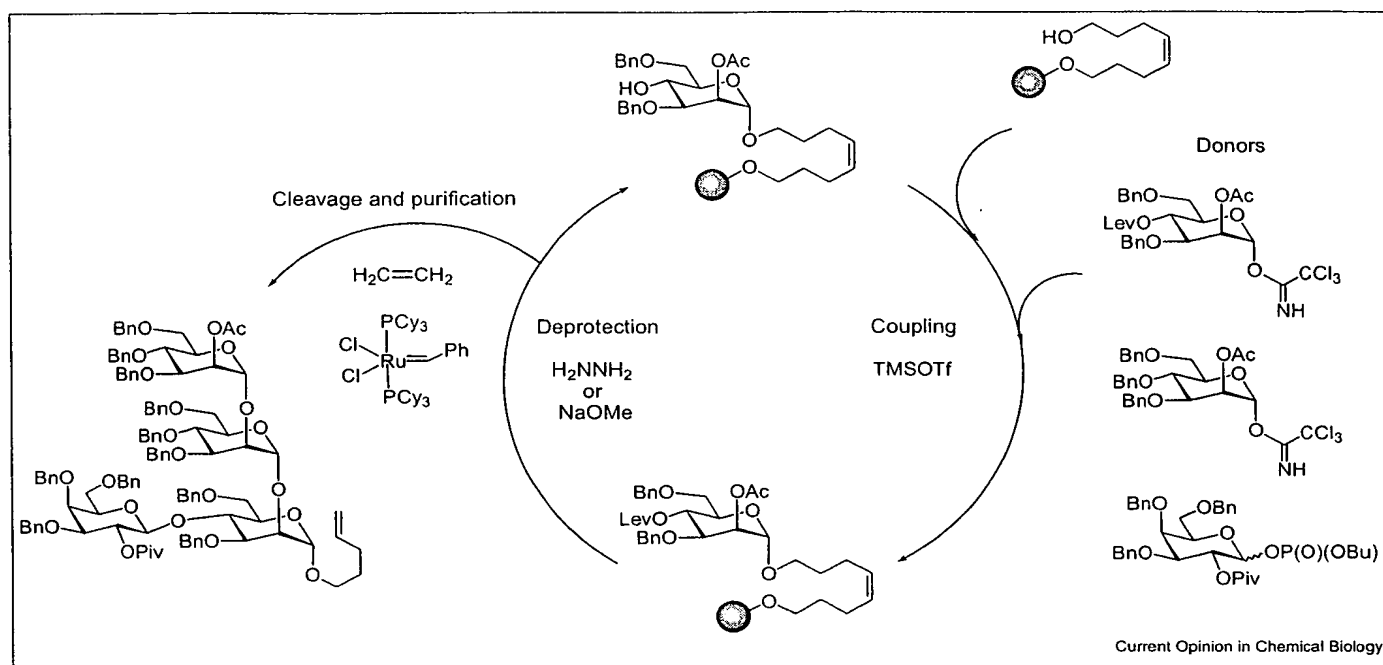 HO
O
BnO
OAc
HO
O
BnO
O
O
Donors
BnO
OAc
LevO
O
BnO
O
CCl3
NH
BnO
OAc
BnO
O
BnO
O
CCl3
NH
OBn
BnO
O
BnO
OP(O)(OBu)
OPiv
Cleavage and purification
H2C=CH2
PCy3
Cl
Ru
Ph
Cl
PCy3
Deprotection
H2NNH2
or
NaOMe
Coupling
TMSOTf
BnO
OAc
BnO
O
BnO
O
BnO
BnO
O
BnO
O
BnO
OBn
BnO
O
O
O
BnO
BnO
OPiv
O
BnO
OAc
LevO
O
BnO
O
O
Current Opinion in Chemical Biology